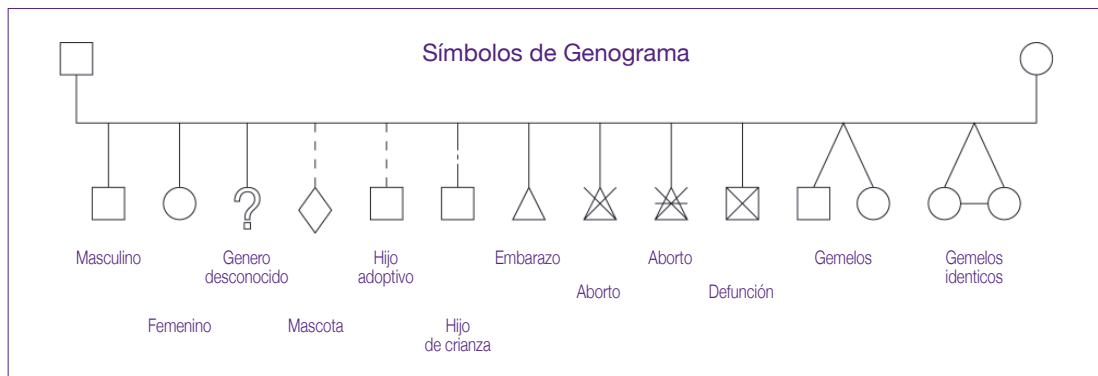 Símbolos de Genograma
?
Masculino
Femenino
Genero
desconocido
Mascota
Hijo
adoptivo
Hijo
de crianza
Embarazo
Aborto
Aborto
Defunción
Gemelos
Gemelos
identicos